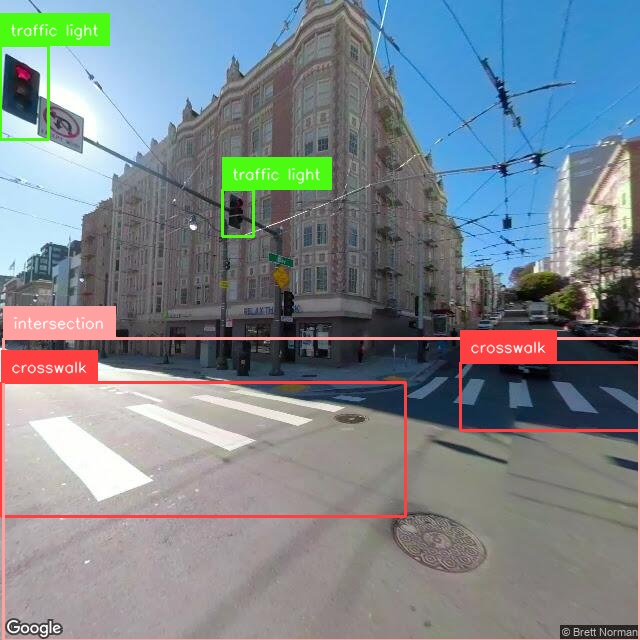 traffic light
traffic light
intersection
crosswalk
crosswalk
Google
© Brett Norman